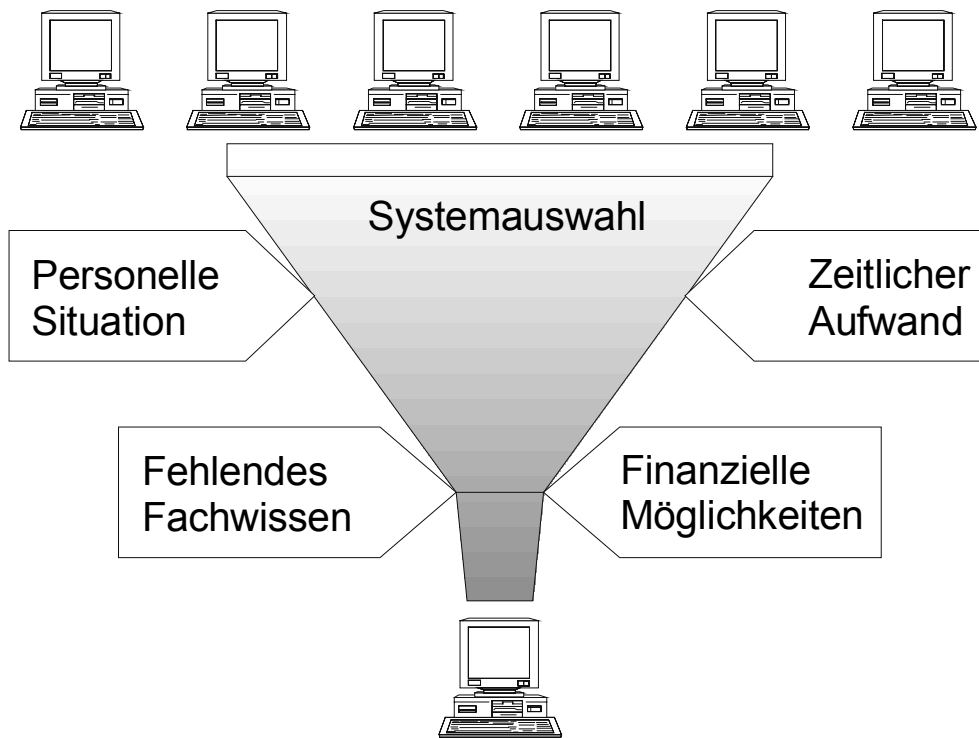 Systemauswahl
Personelle
Situation
Zeitlicher
Aufwand
Fehlendes
Fachwissen
Finanzielle
Möglichkeiten